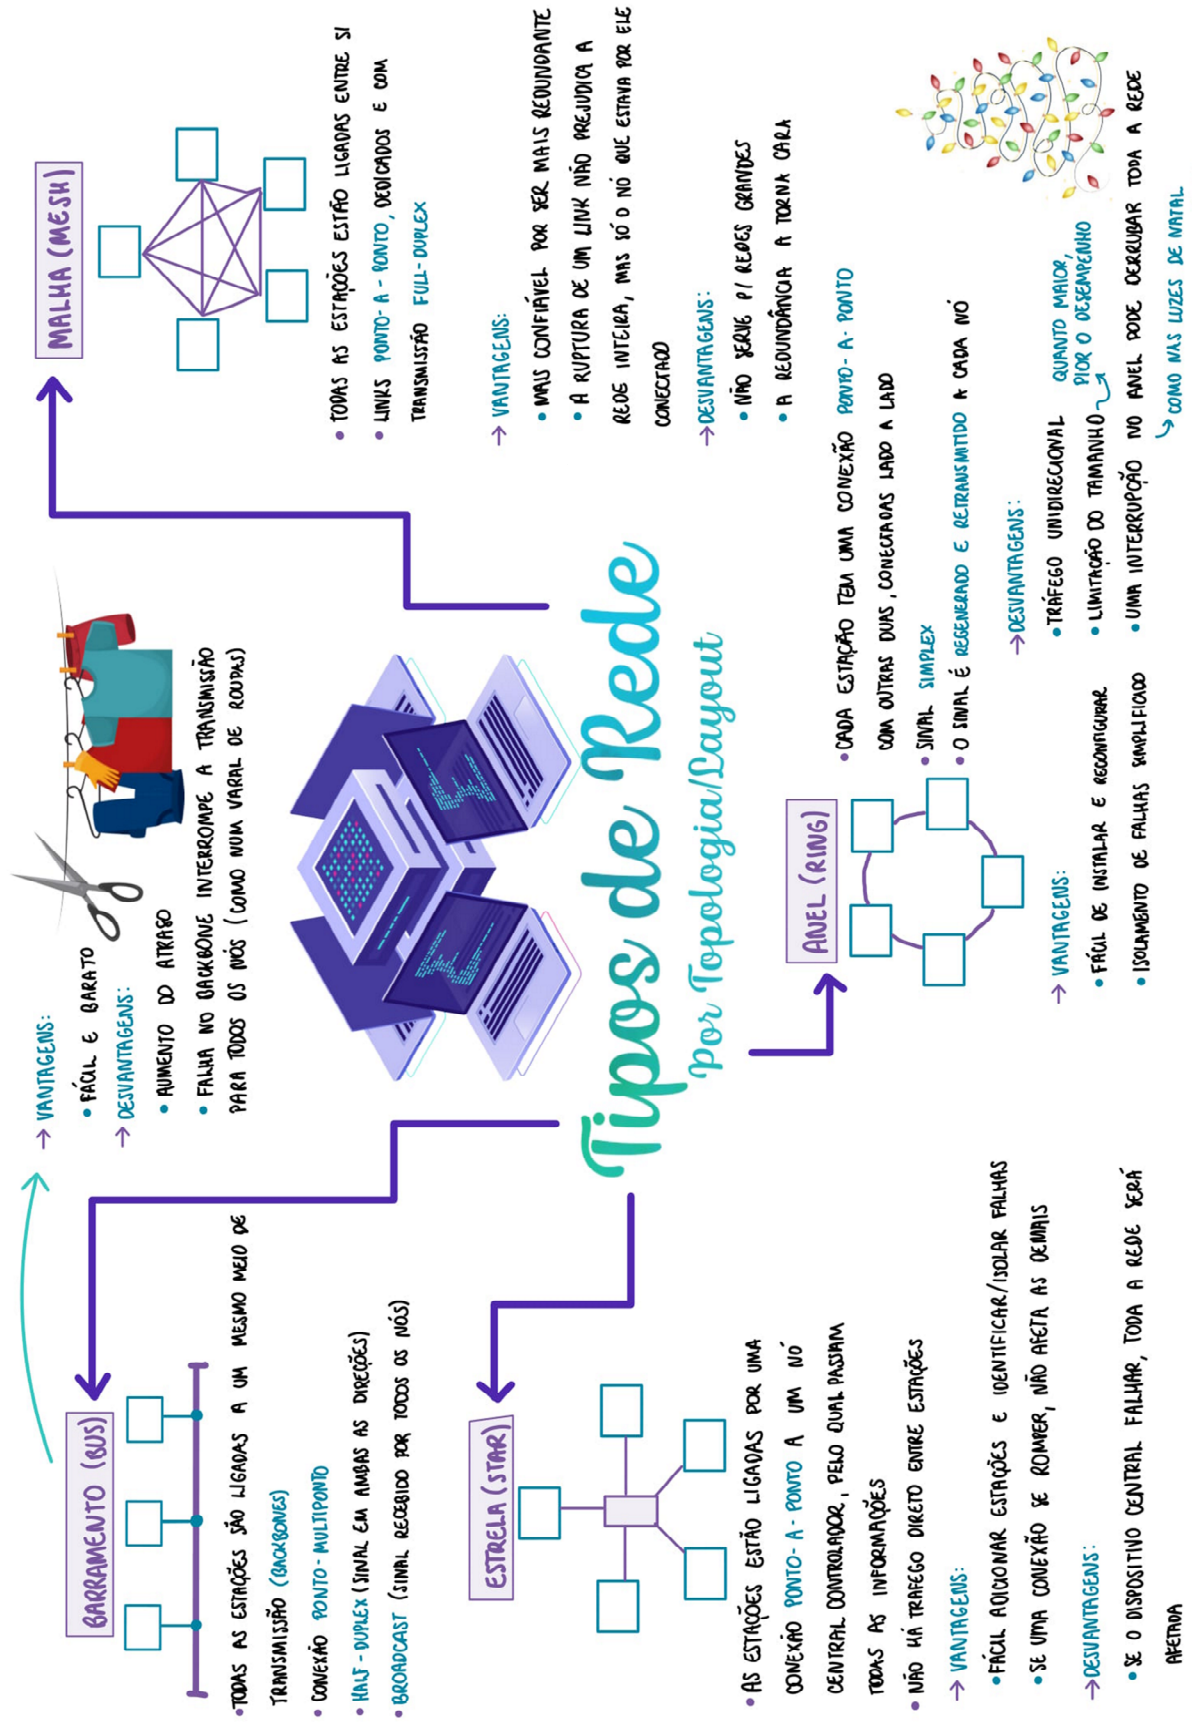 Tipos de Rede
Por Topologia/Layout
BARRAMENTO (BUS)
• TODAS AS ESTAÇÕES SÃO LIGADAS A UM MESMO MEIO DE
TRANSMISSÃO (BACKBONES)
• CONEXÃO PONTO-MULTIPONTO
• HALF-DUPLEX (SINAL EM AMBAS AS DIREÇÕES)
• BROADCAST (SINAL RECEBIDO POR TODOS OS NÓS)
→ VANTAGENS:
• FÁCIL E BARATO
→ DESVANTAGENS:
• AUMENTO DO ATRASO
• FALHA NO BACKBONE INTERROMPE A TRANSMISSÃO
PARA TODOS OS NÓS (COMO NUM VARAL DE ROUPAS)
MALHA (MESH)
• TODAS AS ESTAÇÕES ESTÃO LIGADAS ENTRE SI
• LINKS PONTO-A-PONTO, DEDICADOS E COM
TRANSMISSÃO FULL-DUPLEX
→ VANTAGENS:
• MAIS CONFIÁVEL POR SER MAIS REDUNDANTE
• A RUPTURA DE UM LINK NÃO PREJUDICA A
REDE INTEIRA, MAS SÓ O NÓ QUE ESTAVA POR ELE
CONECTADO
→ DESVANTAGENS:
• NÃO SERVE P/ REDES GRANDES
• A REDUNDÂNCIA A TORNA CARA
ESTRELA (STAR)
• AS ESTAÇÕES ESTÃO LIGADAS POR UMA
CONEXÃO PONTO-A-PONTO A UM NÓ
CENTRAL CONTROLADOR, PELO QUAL PASSAM
TODAS AS INFORMAÇÕES
• NÃO HÁ TRAFEGO DIRETO ENTRE ESTAÇÕES
→ VANTAGENS:
• FÁCIL ADICIONAR ESTAÇÕES E IDENTIFICAR/ISOLAR FALHAS
• SE UMA CONEXÃO SE ROMPER, NÃO AFETA AS DEMAIS
→ DESVANTAGENS:
• SE O DISPOSITIVO CENTRAL FALHAR, TODA A REDE SERÁ
AFETADA
ANEL (RING)
• CADA ESTAÇÃO TEM UMA CONEXÃO PONTO-A-PONTO
COM OUTRAS DUAS, CONECTADAS LADO A LADO
• SINAL SIMPLEX
• O SINAL É REGENERADO E RETRANSMITIDO A CADA NÓ
→ VANTAGENS:
• FÁCIL DE INSTALAR E RECONFIGURAR
• ISOLAMENTO DE FALHAS SIMPLIFICADO
→ DESVANTAGENS:
• TRÁFEGO UNIDIRECIONAL
• LIMITAÇÃO DO TAMANHO
QUANTO MAIOR,
PIOR O DESEMPENHO
• UMA INTERRUPÇÃO NO ANEL PODE DERRUBAR TODA A REDE
COMO NAS LUZES DE NATAL